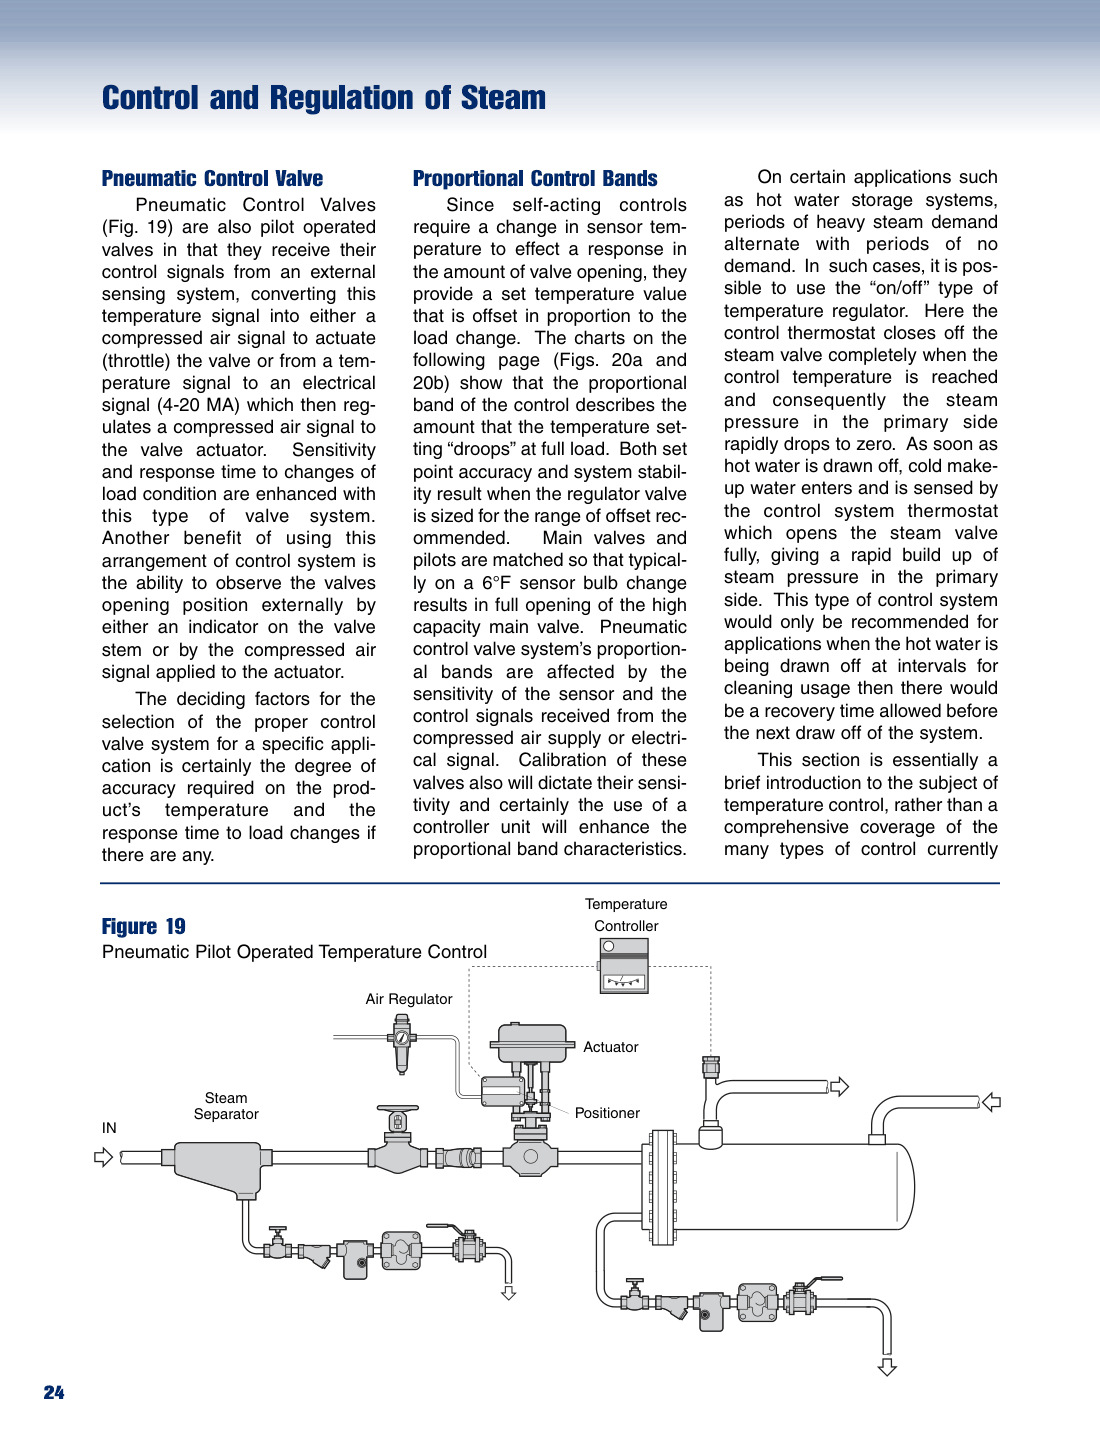 Control and Regulation of Steam
Pneumatic Control Valve
Pneumatic Control Valves
(Fig. 19) are also pilot operated
valves in that they receive their
control signals from an external
sensing system, converting this
temperature signal into either a
compressed air signal to actuate
(throttle) the valve or from a tem-
perature signal to an electrical
signal (4-20 MA) which then reg-
ulates a compressed air signal to
the valve actuator. Sensitivity
and response time to changes of
load condition are enhanced with
this type of valve system.
Another benefit of using this
arrangement of control system is
the ability to observe the valves
opening position externally by
either an indicator on the valve
stem or by the compressed air
signal applied to the actuator.
The deciding factors for the
selection of the proper control
valve system for a specific appli-
cation is certainly the degree of
accuracy required on the prod-
uct's temperature and the
response time to load changes if
there are any.
Proportional Control Bands
Since self-acting controls
require a change in sensor tem-
perature to effect a response in
the amount of valve opening, they
provide a set temperature value
that is offset in proportion to the
load change. The charts on the
following page (Figs. 20a and
20b) show that the proportional
band of the control describes the
amount that the temperature set-
ting “droops” at full load. Both set
point accuracy and system stabil-
ity result when the regulator valve
is sized for the range of offset rec-
ommended. Main valves and
pilots are matched so that typical-
ly on a 6°F sensor bulb change
results in full opening of the high
capacity main valve. Pneumatic
control valve system's proportion-
al bands are affected by the
sensitivity of the sensor and the
control signals received from the
compressed air supply or electri-
cal signal. Calibration of these
valves also will dictate their sensi-
tivity and certainly the use of a
controller unit will enhance the
proportional band characteristics.
On certain applications such
as hot water storage systems,
periods of heavy steam demand
alternate with periods of no
demand. In such cases, it is pos-
sible to use the “on/off” type of
temperature regulator. Here the
control thermostat closes off the
steam valve completely when the
control temperature is reached
and consequently the steam
pressure in the primary side
rapidly drops to zero. As soon as
hot water is drawn off, cold make-
up water enters and is sensed by
the control system thermostat
which opens the steam valve
fully, giving a rapid build up of
steam pressure in the primary
side. This type of control system
would only be recommended for
applications when the hot water is
being drawn off at intervals for
cleaning usage then there would
be a recovery time allowed before
the next draw off of the system.
This section is essentially a
brief introduction to the subject of
temperature control, rather than a
comprehensive coverage of the
many types of control currently
Figure 19
Pneumatic Pilot Operated Temperature Control
Temperature
Controller
Air Regulator
Actuator
Steam
Separator
Positioner
IN
24